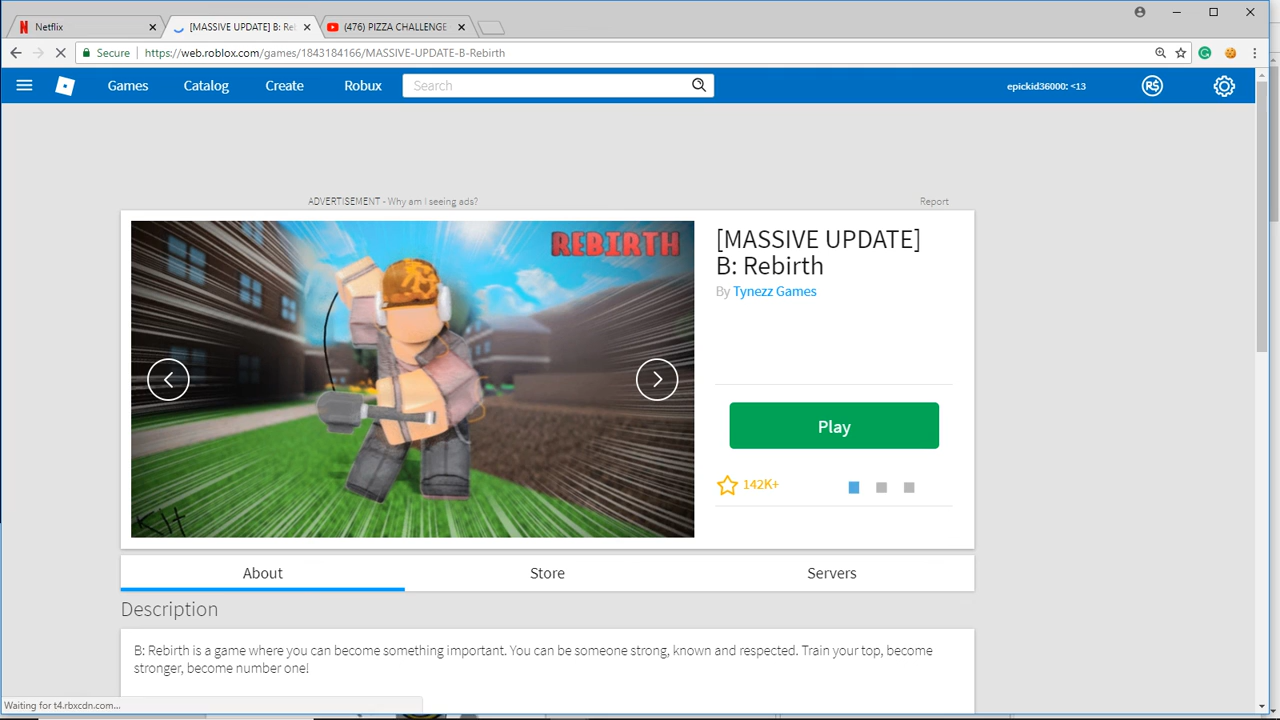 Netflix
[MASSIVE UPDATE] B: Re
(476) PIZZA CHALLENGE
Secure
https://web.roblox.com/games/1843184166/MASSIVE-UPDATE-B-Rebirth
Games
Catalog
Create
Robux
Search
epickid36000: <13
R$
ADVERTISEMENT - Why am I seeing ads?
Report
REBIRTH
[MASSIVE UPDATE]
B: Rebirth
By Tynezz Games
Play
142K+
About
Store
Servers
Description
B: Rebirth is a game where you can become something important. You can be someone strong, known and respected. Train your top, become
stronger, become number one!
Waiting for t4.rbxcdn.com...